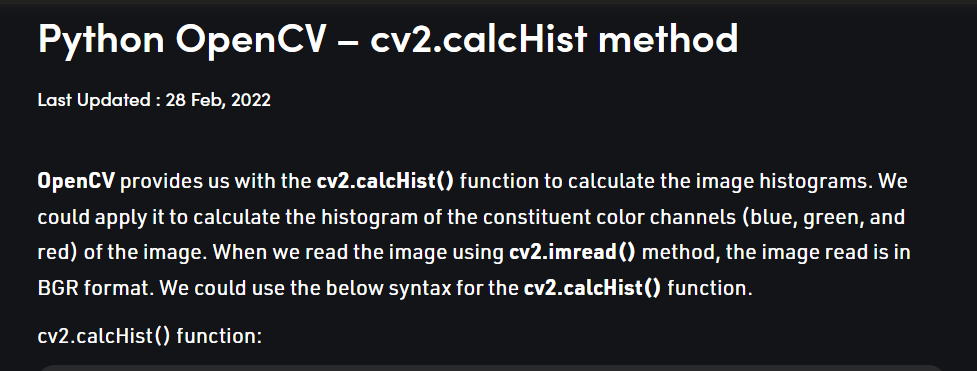 Python OpenCV – cv2.calcHist method
Last Updated : 28 Feb, 2022
OpenCV provides us with the cv2.calcHist() function to calculate the image histograms. We
could apply it to calculate the histogram of the constituent color channels (blue, green, and
red) of the image. When we read the image using cv2.imread() method, the image read is in
BGR format. We could use the below syntax for the cv2.calcHist() function.
cv2.calcHist() function: